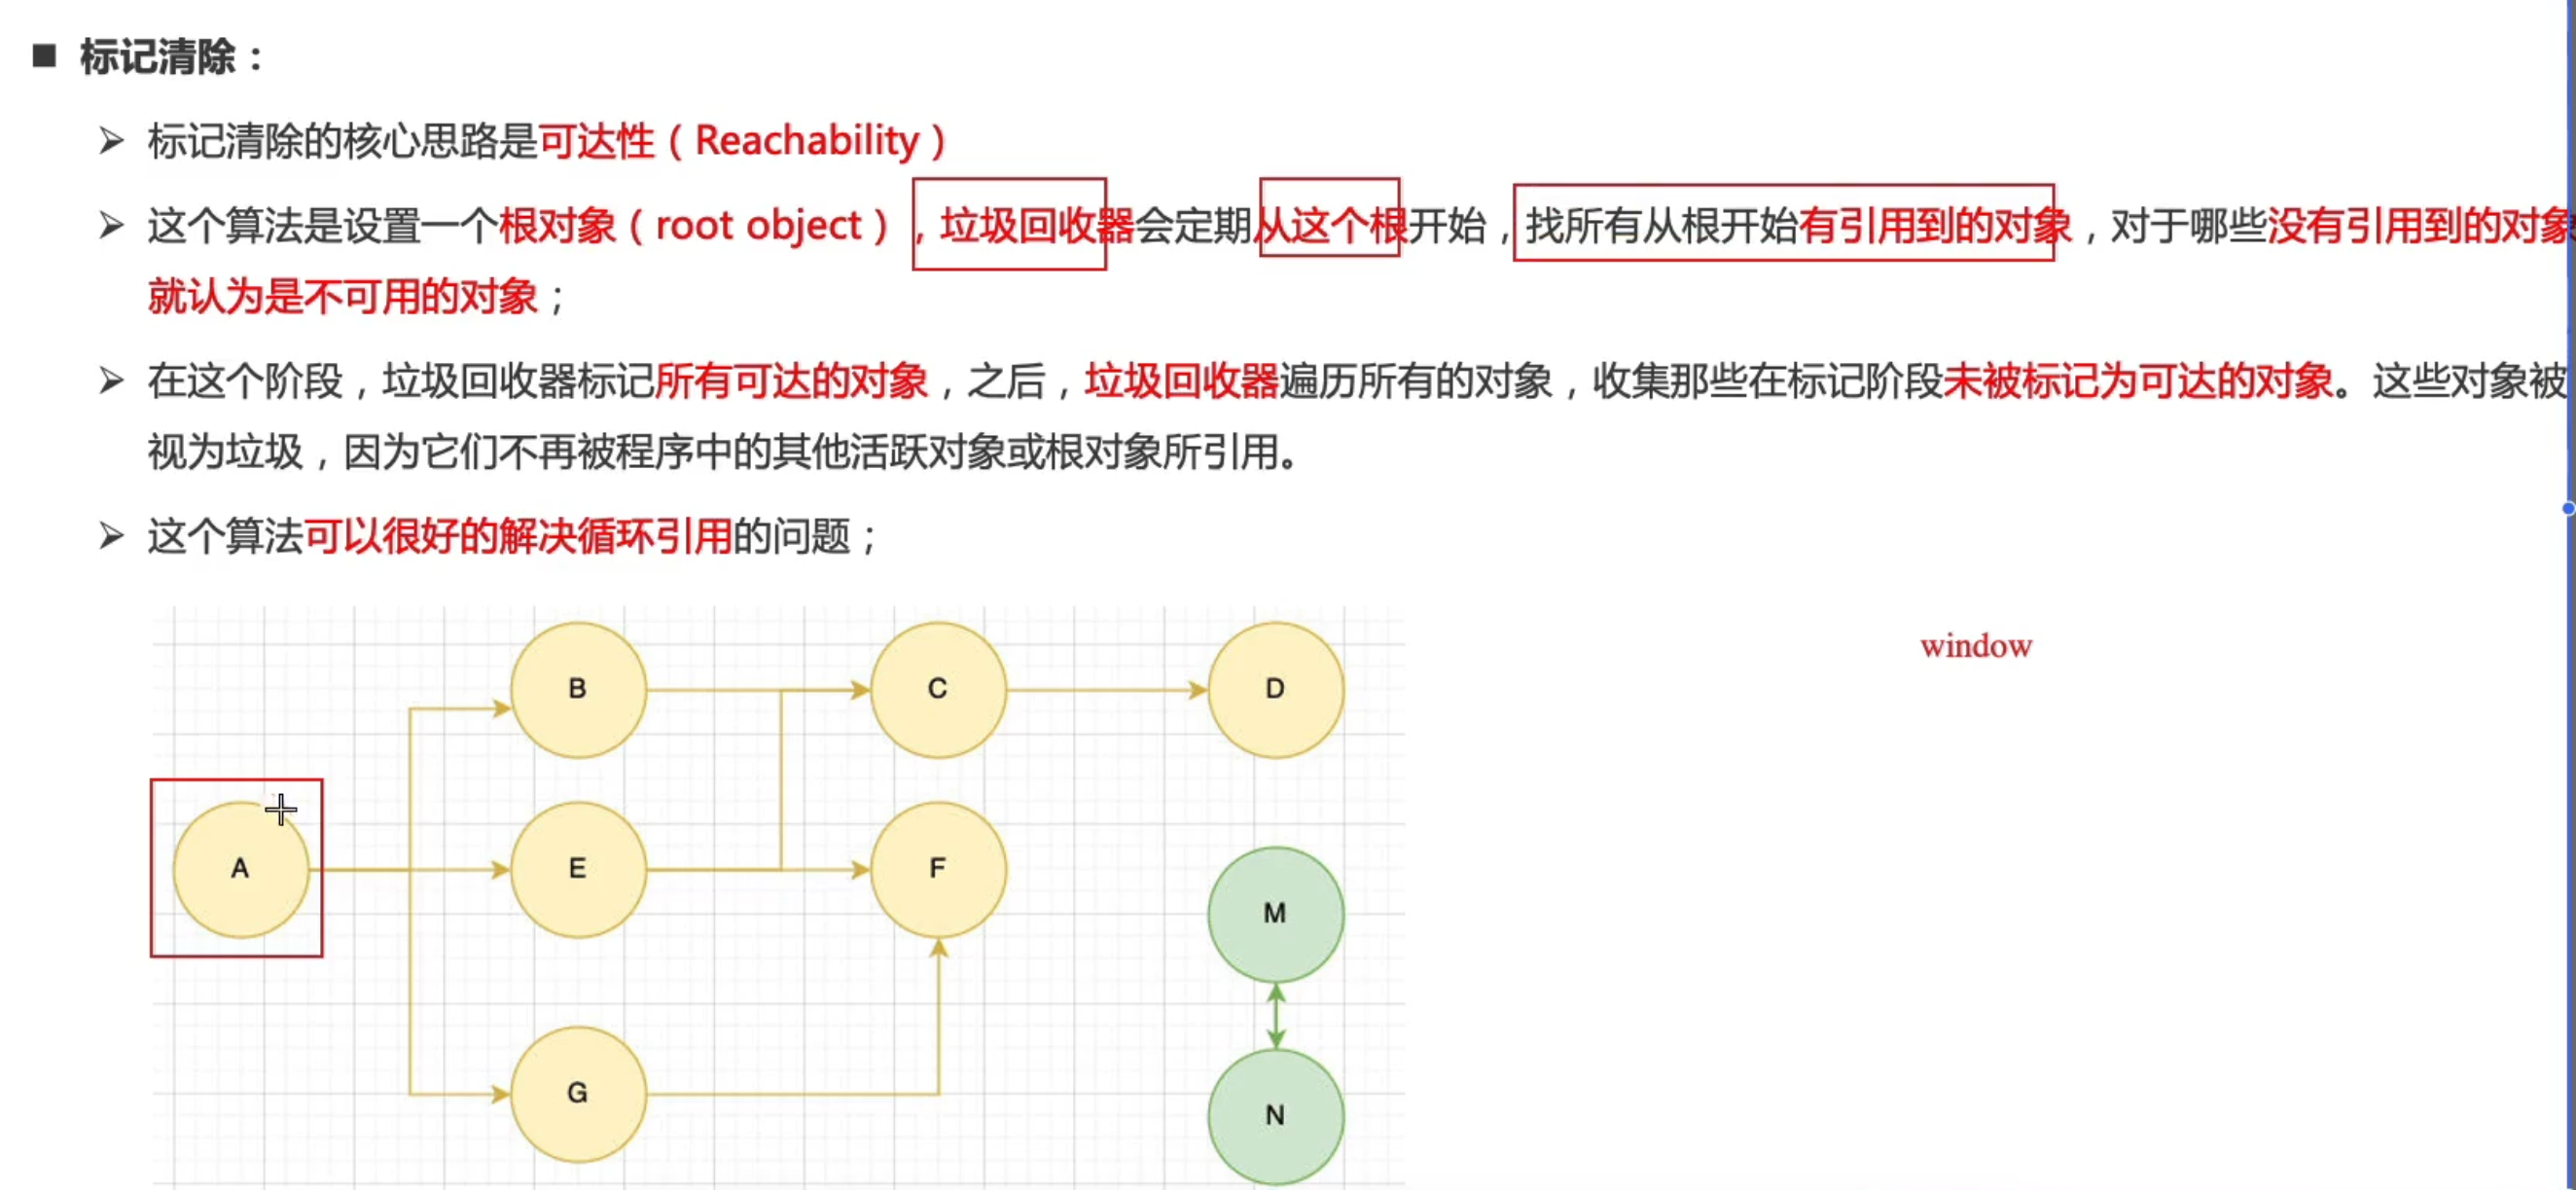 ■ 标记清除：
➢ 标记清除的核心思路是可达性（Reachability）
➢ 这个算法是设置一个根对象（root object），垃圾回收器会定期从这个根开始，找所有从根开始有引用到的对象，对于哪些没有引用到的对象
就认为是不可用的对象；
➢ 在这个阶段，垃圾回收器标记所有可达的对象，之后，垃圾回收器遍历所有的对象，收集那些在标记阶段未被标记为可达的对象。这些对象被
视为垃圾，因为它们不再被程序中的其他活跃对象或根对象所引用。
➢ 这个算法可以很好的解决循环引用的问题；
window
B
C
D
A
E
F
M
G
N